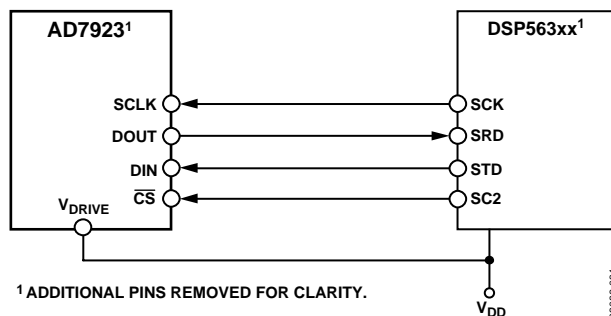 AD7923¹
DSP563xx¹
SCLK
SCK
DOUT
SRD
DIN
STD
CS
SC2
VDRIVE
¹ ADDITIONAL PINS REMOVED FOR CLARITY.
VDD